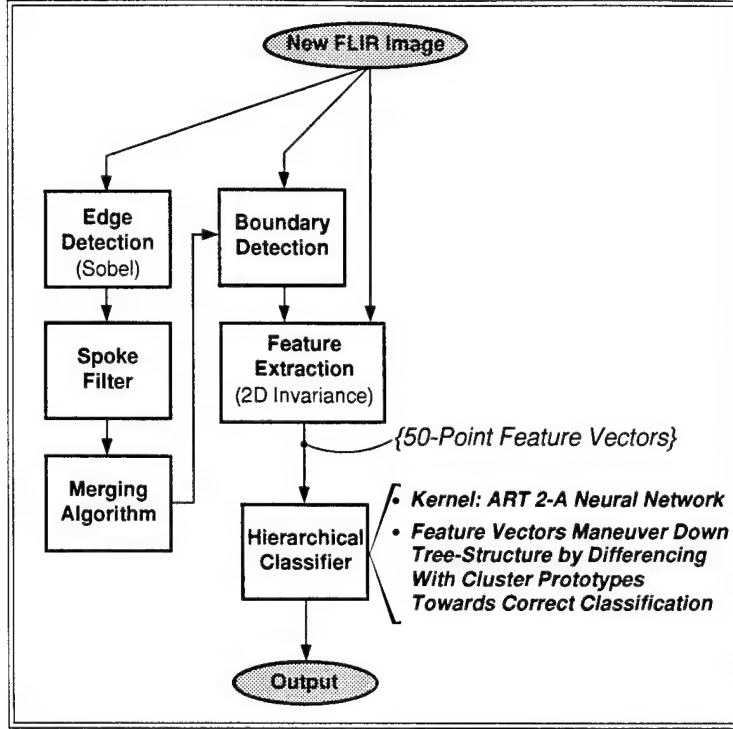 New FLIR Image
Edge
Detection
(Sobel)
Boundary
Detection
Spoke
Filter
Feature
Extraction
(2D Invariance)
{50-Point Feature Vectors}
Merging
Algorithm
Hierarchical
Classifier
• Kernel: ART 2-A Neural Network
• Feature Vectors Maneuver Down
Tree-Structure by Differencing
With Cluster Prototypes
Towards Correct Classification
Output